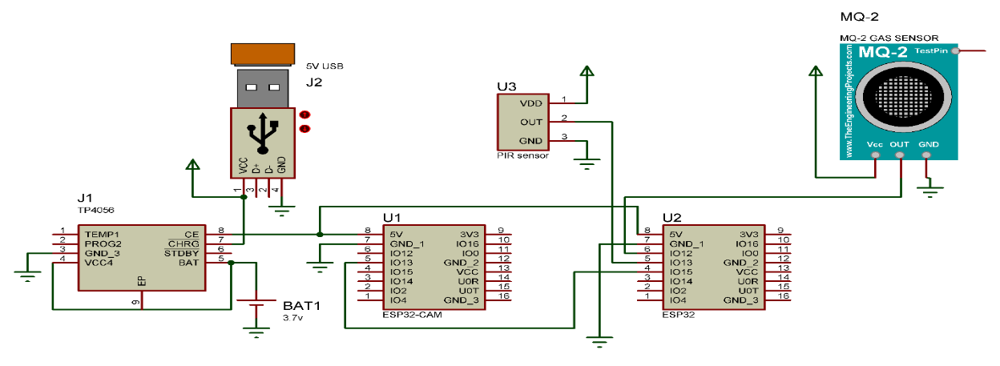 MQ-2
MQ-2 GAS SENSOR
MQ-2 TestPin
www.TheEngineeringProjects.com
Vcc OUT GND
5V USB
J2
VCC D+ D- GND
1 3 2 4
U3
VDD 1
OUT 2
GND 3
PIR sensor
J1
TP4056
1 TEMP1 CE 8
2 PROG2 CHRG 7
3 GND_3 STDBY 6
4 VCC4 BAT 5
EP
9
BAT1
3.7v
U1
8 5V 3V3 9
7 GND_1 IO16 10
6 IO12 IO0 11
5 IO13 GND_2 12
4 IO15 VCC 13
3 IO14 U0R 14
2 IO2 U0T 15
1 IO4 GND_3 16
ESP32-CAM
U2
8 5V 3V3 9
7 GND_1 IO16 10
6 IO12 IO0 11
5 IO13 GND_2 12
4 IO15 VCC 13
3 IO14 U0R 14
2 IO2 U0T 15
1 IO4 GND_3 16
ESP32